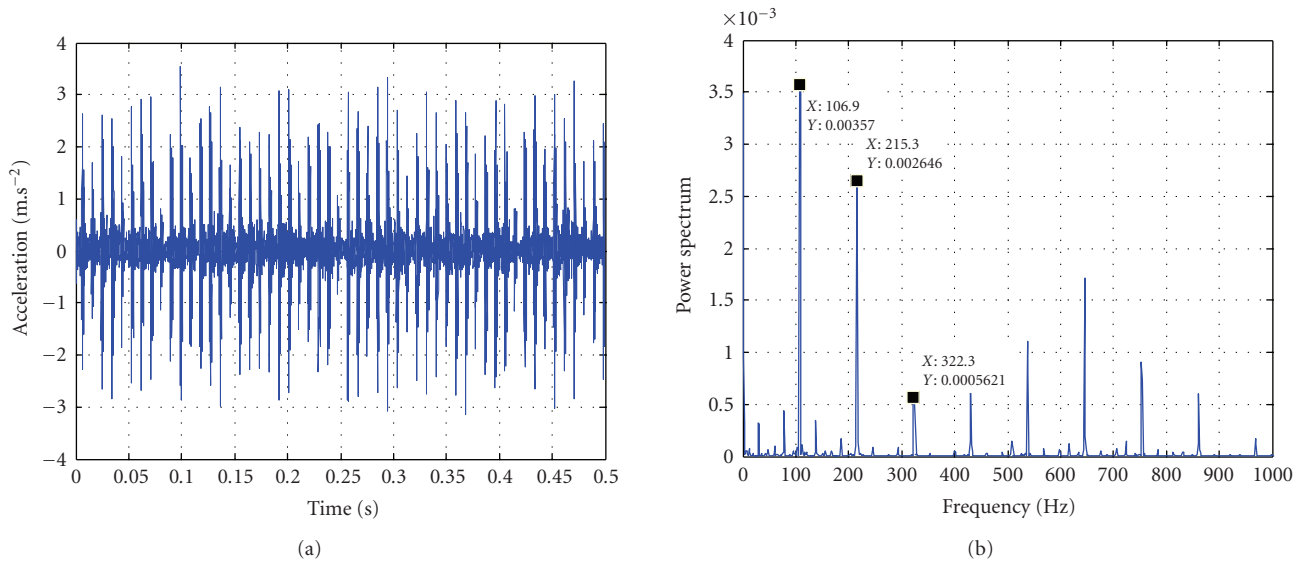 4
3
2
1
0
−1
−2
−3
−4
Acceleration (m.s−2)
0 0.05 0.1 0.15 0.2 0.25 0.3 0.35 0.4 0.45 0.5
Time (s)
(a)
×10−3
4
3.5
3
2.5
2
1.5
1
0.5
0
Power spectrum
X: 106.9
Y: 0.00357
X: 215.3
Y: 0.002646
X: 322.3
Y: 0.0005621
0 100 200 300 400 500 600 700 800 900 1000
Frequency (Hz)
(b)